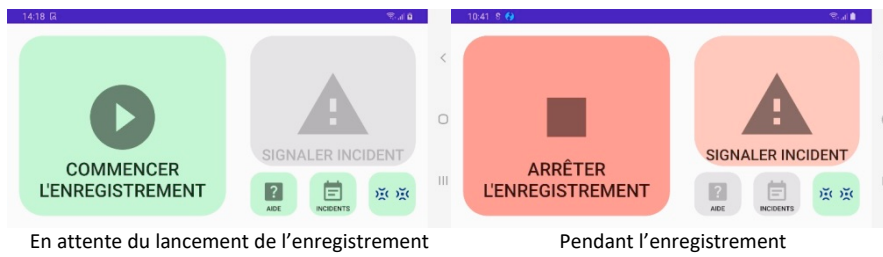 14:18
10:41
COMMENCER
L'ENREGISTREMENT
SIGNALER INCIDENT
AIDE
INCIDENTS
ARRÊTER
L'ENREGISTREMENT
SIGNALER INCIDENT
AIDE
INCIDENTS
En attente du lancement de l’enregistrement
Pendant l’enregistrement